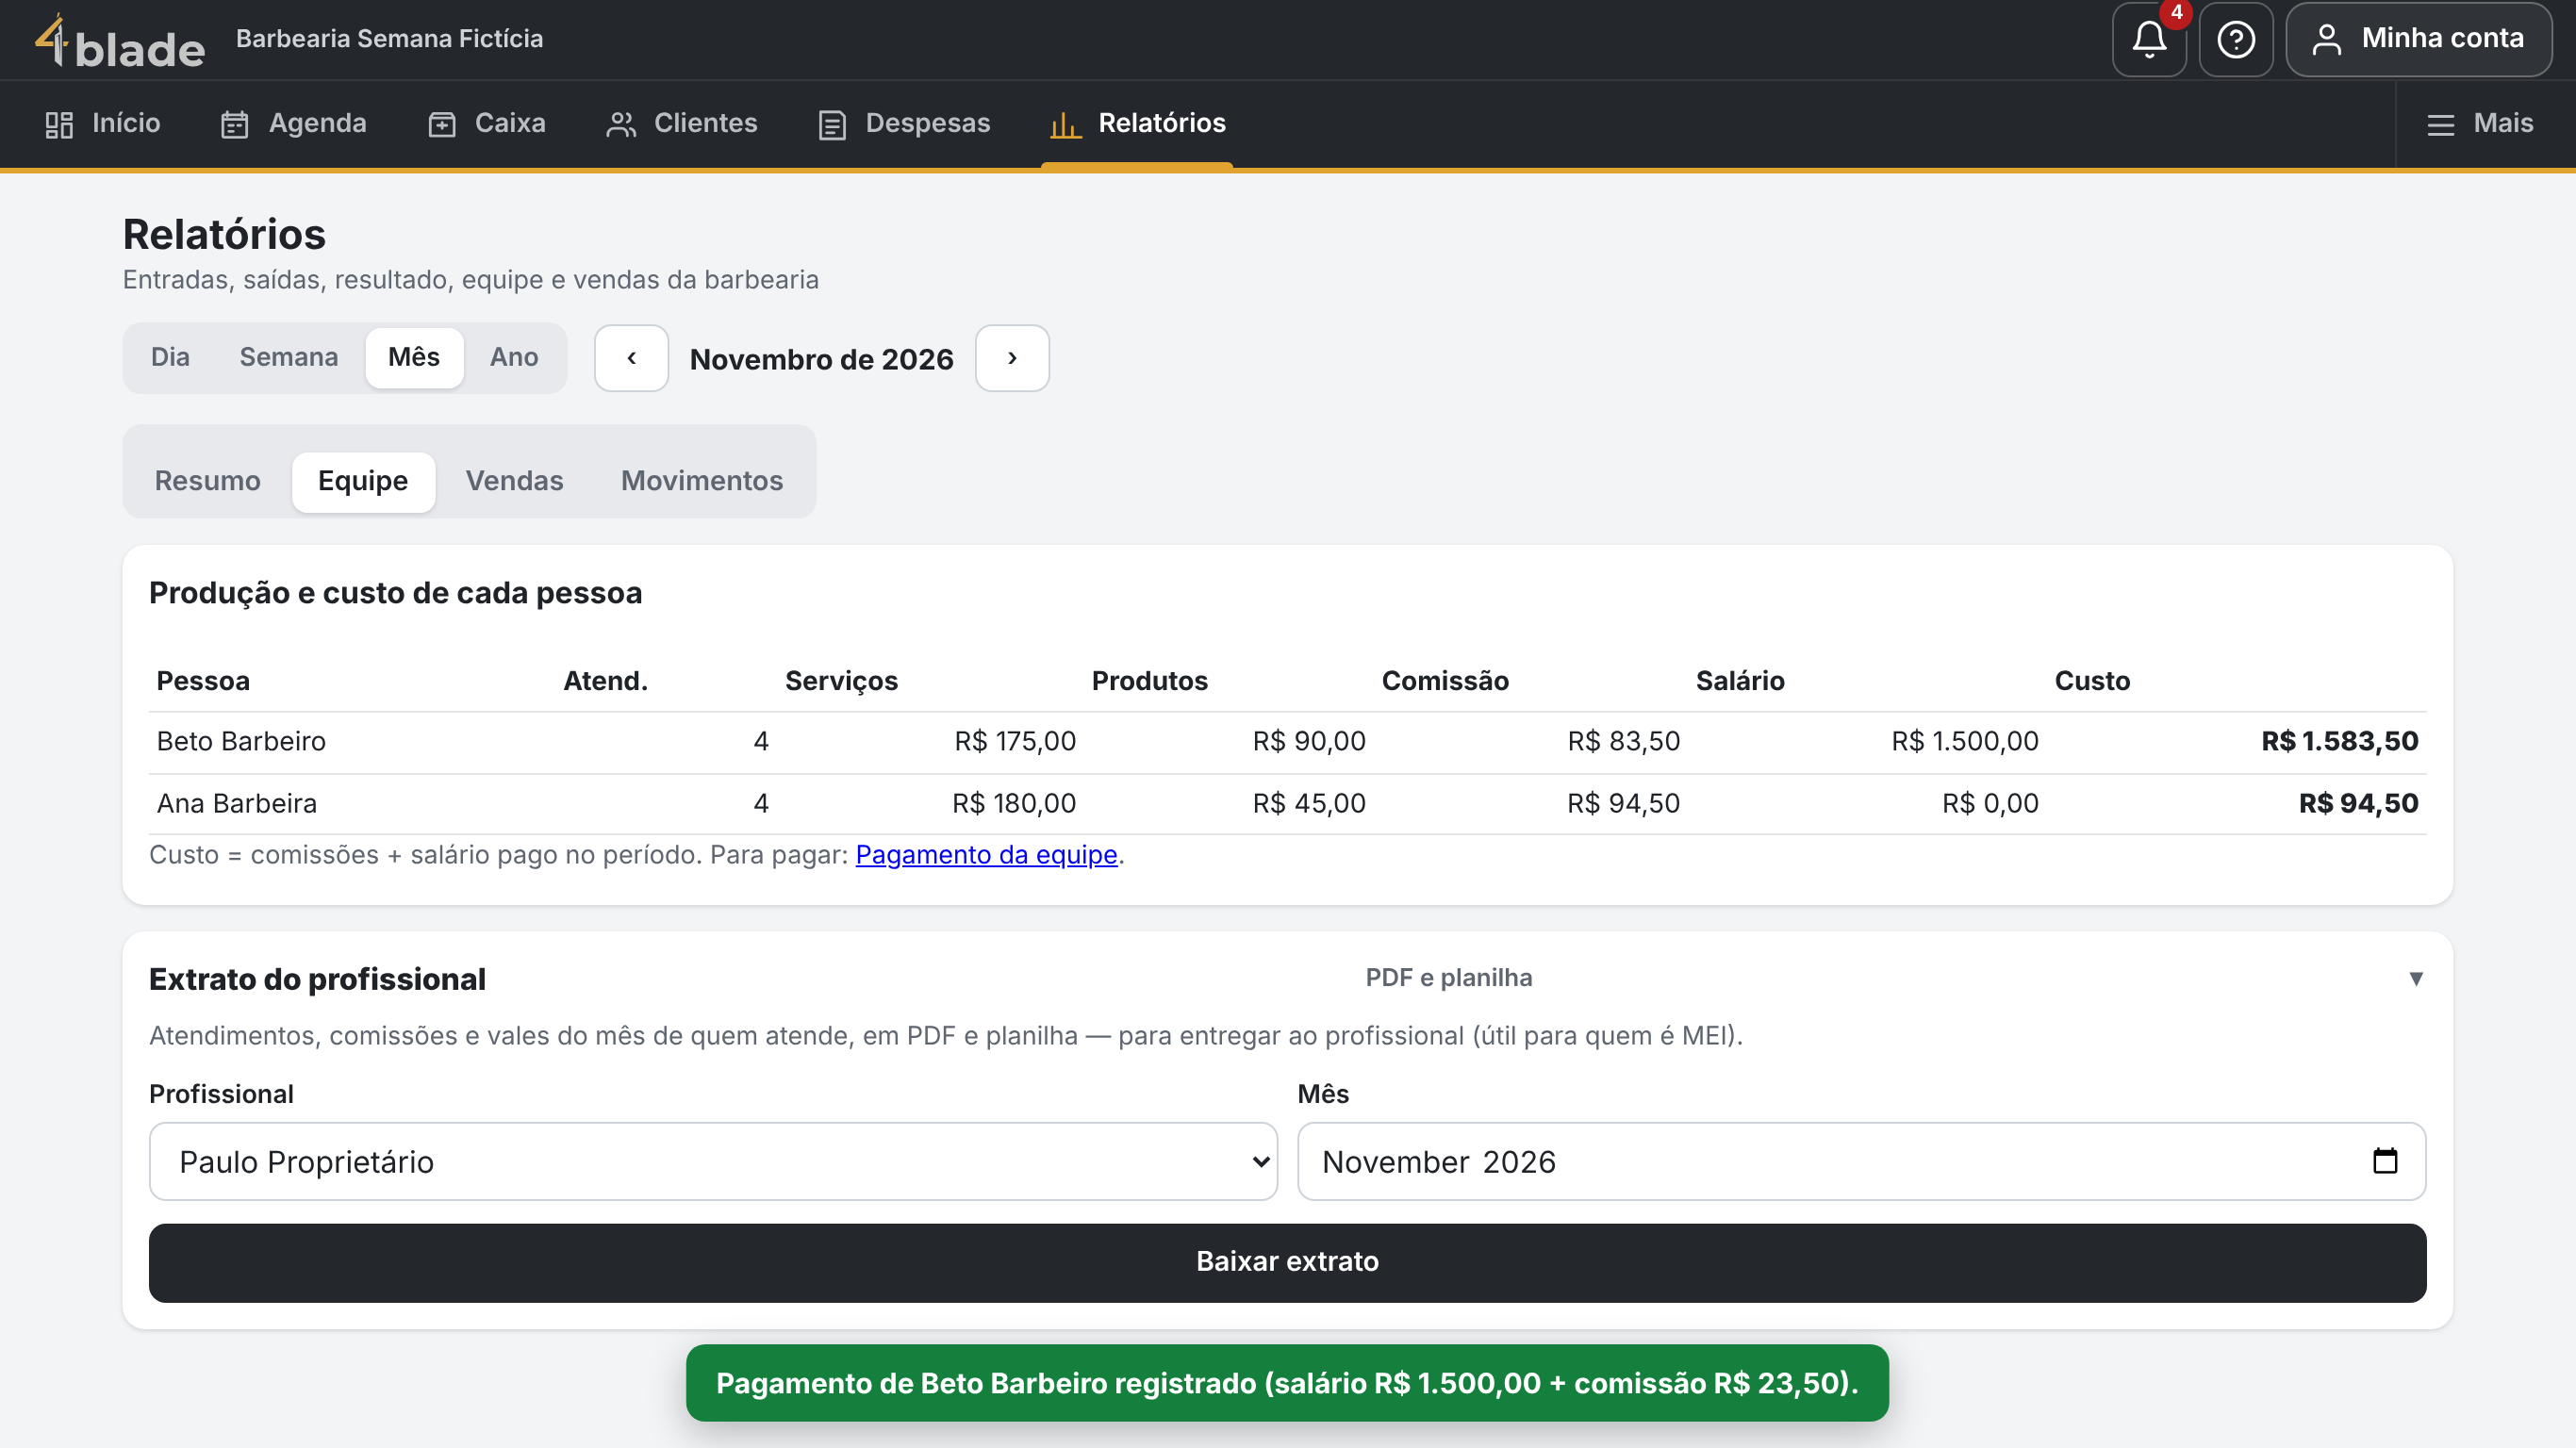 4blade
Barbearia Semana Fictícia
4
Minha conta
Início
Agenda
Caixa
Clientes
Despesas
Relatórios
Mais
Relatórios
Entradas, saídas, resultado, equipe e vendas da barbearia
Dia
Semana
Mês
Ano
‹
Novembro de 2026
›
Resumo
Equipe
Vendas
Movimentos
Produção e custo de cada pessoa
Pessoa Atend. Serviços Produtos Comissão Salário Custo
Beto Barbeiro 4 R$ 175,00 R$ 90,00 R$ 83,50 R$ 1.500,00 R$ 1.583,50
Ana Barbeira 4 R$ 180,00 R$ 45,00 R$ 94,50 R$ 0,00 R$ 94,50
Custo = comissões + salário pago no período. Para pagar: Pagamento da equipe.
Extrato do profissional
PDF e planilha
▼
Atendimentos, comissões e vales do mês de quem atende, em PDF e planilha — para entregar ao profissional (útil para quem é MEI).
Profissional
Mês
Paulo Proprietário
November 2026
Baixar extrato
Pagamento de Beto Barbeiro registrado (salário R$ 1.500,00 + comissão R$ 23,50).